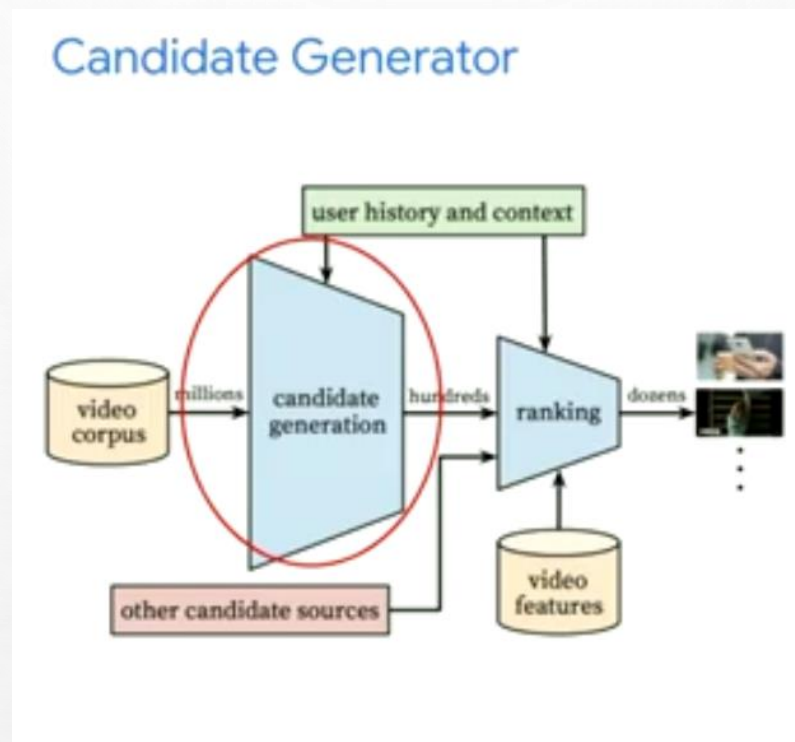 Candidate Generator
user history and context
video
corpus
millions
candidate
generation
hundreds
ranking
dozens
other candidate sources
video
features